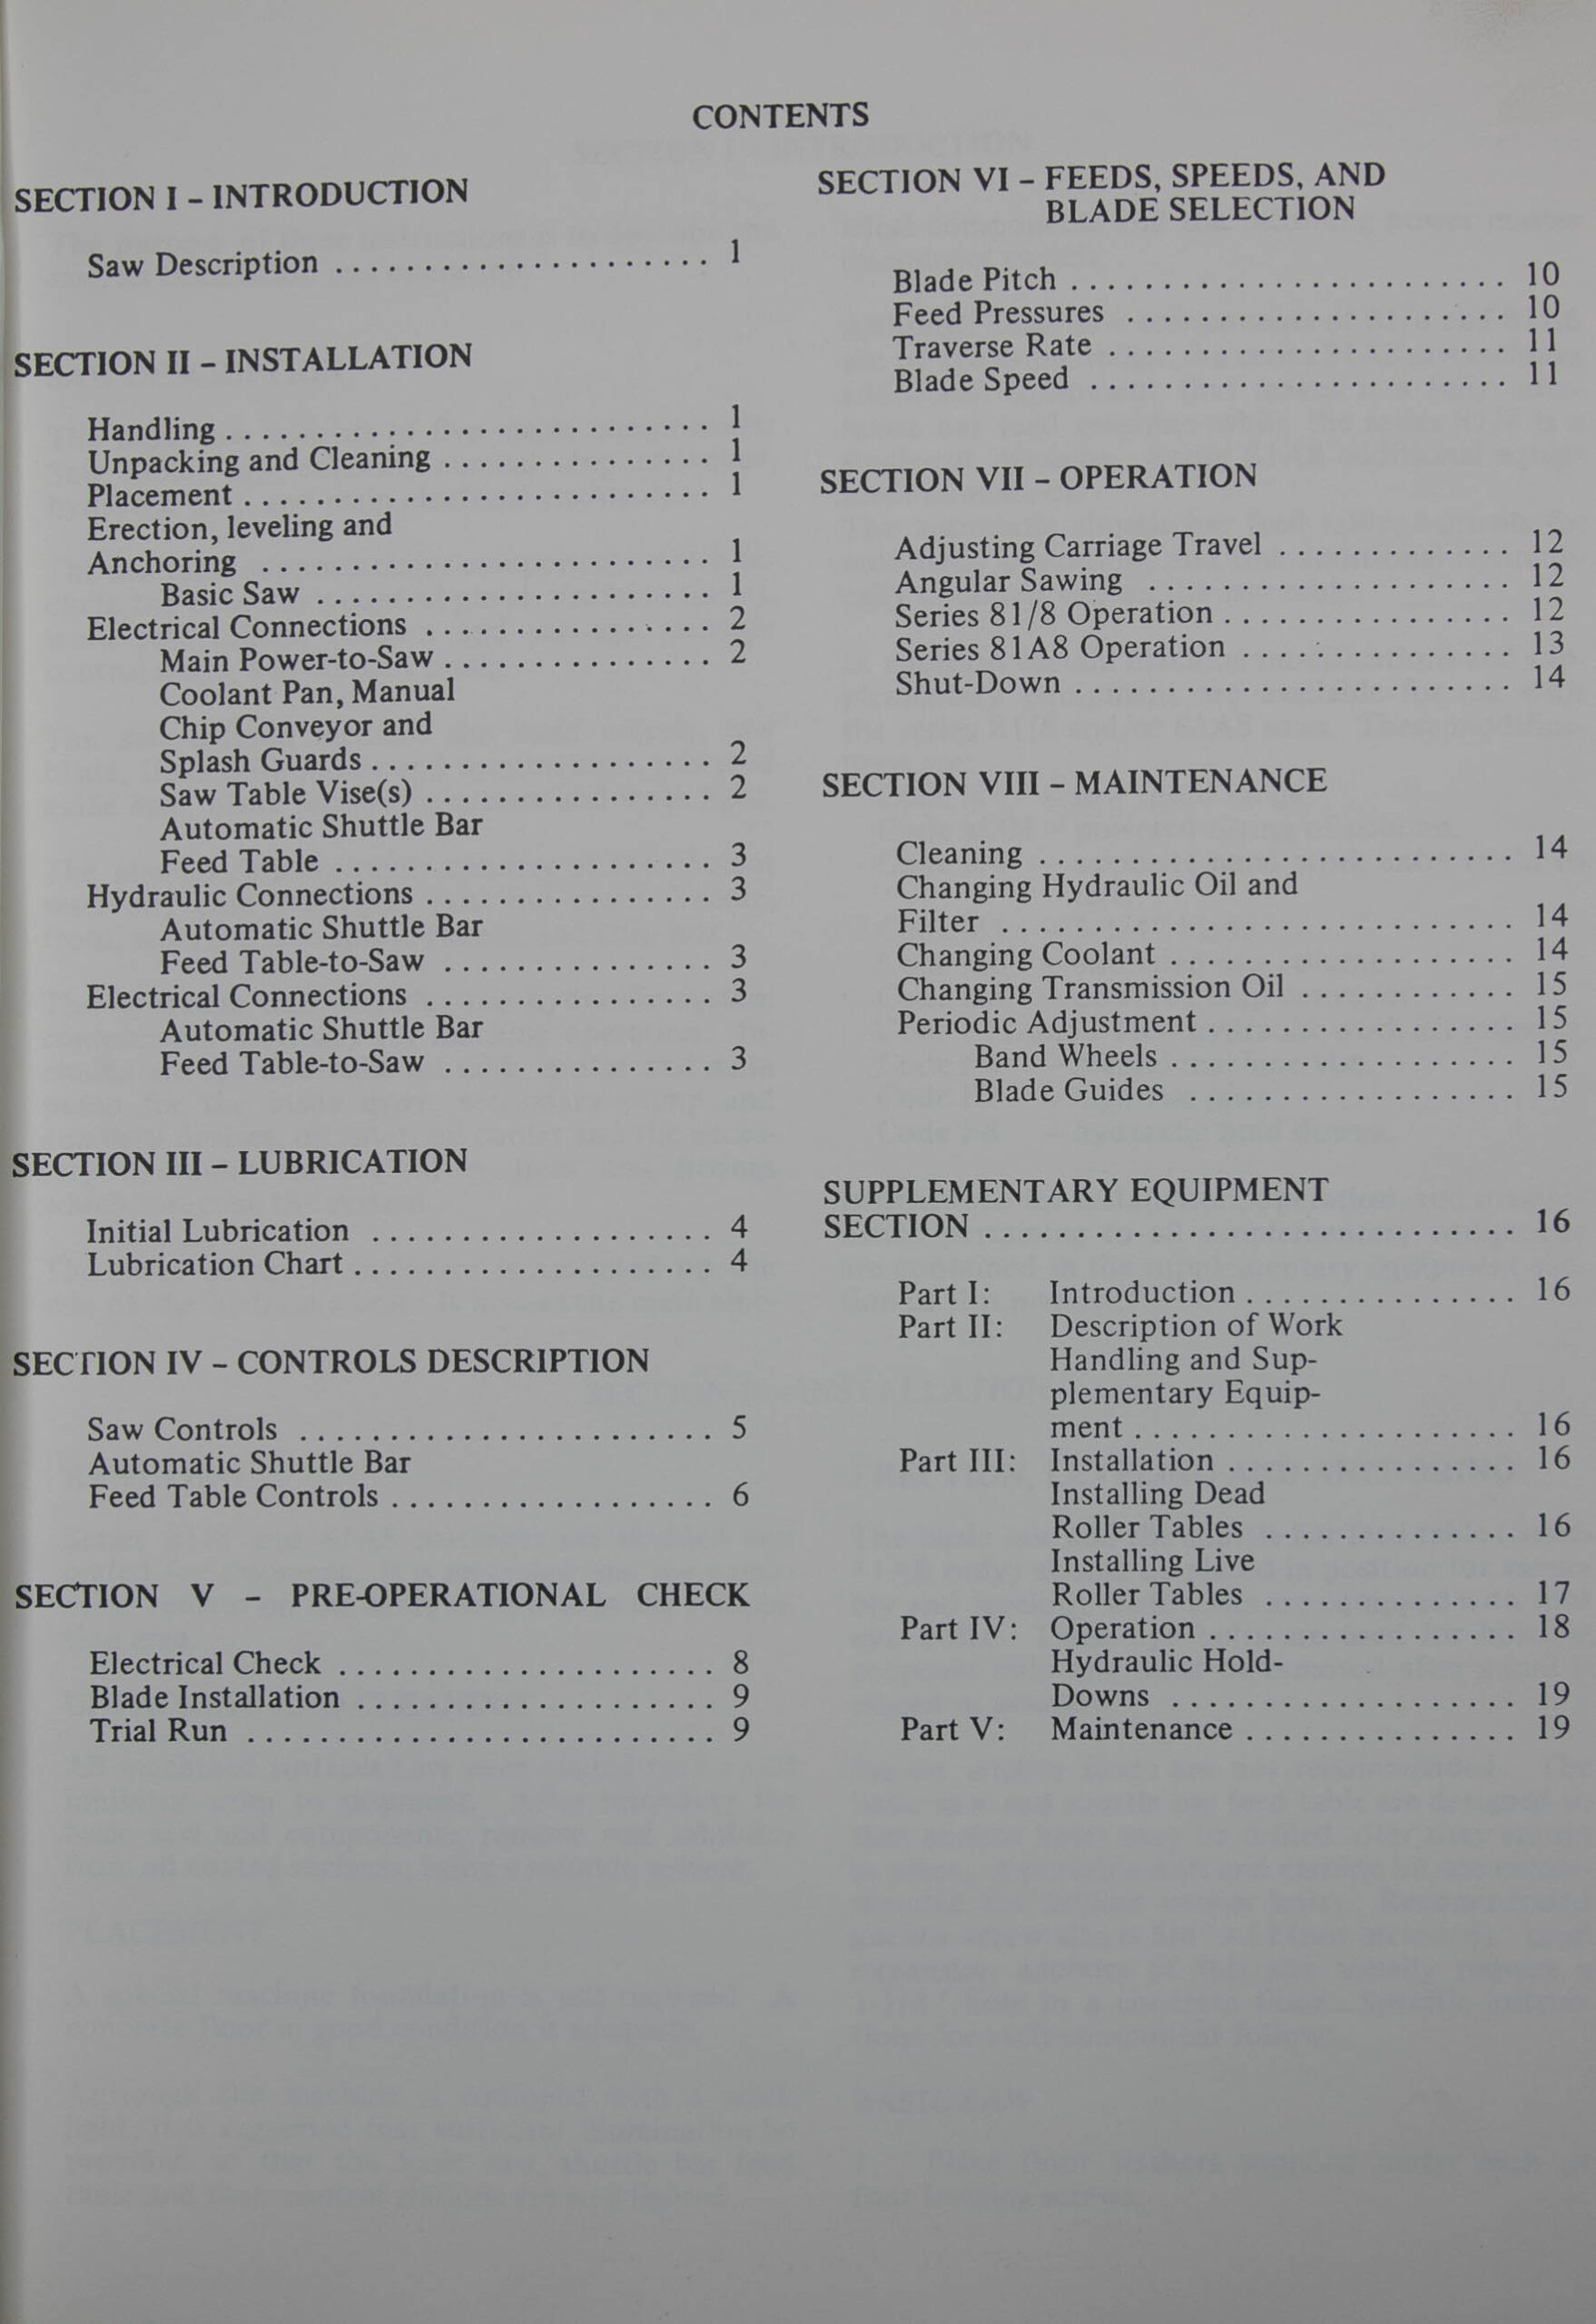 CONTENTS
SECTION I – INTRODUCTION
Saw Description ..................... 1
SECTION II – INSTALLATION
Handling........................... 1
Unpacking and Cleaning ............... 1
Placement .......................... 1
Erection, leveling and
Anchoring ......................... 1
Basic Saw ...................... 1
Electrical Connections ................ 2
Main Power-to-Saw ............... 2
Coolant Pan, Manual
Chip Conveyor and
Splash Guards................... 2
Saw Table Vise(s) ................ 2
Automatic Shuttle Bar
Feed Table ..................... 3
Hydraulic Connections ................ 3
Automatic Shuttle Bar
Feed Table-to-Saw ............... 3
Electrical Connections ................ 3
Automatic Shuttle Bar
Feed Table-to-Saw ............... 3
SECTION III – LUBRICATION
Initial Lubrication ................... 4
Lubrication Chart .................... 4
SECTION IV – CONTROLS DESCRIPTION
Saw Controls ....................... 5
Automatic Shuttle Bar
Feed Table Controls .................. 6
SECTION V – PRE-OPERATIONAL CHECK
Electrical Check ..................... 8
Blade Installation .................... 9
Trial Run .......................... 9
SECTION VI – FEEDS, SPEEDS, AND
BLADE SELECTION
Blade Pitch ........................ 10
Feed Pressures ..................... 10
Traverse Rate ...................... 11
Blade Speed ....................... 11
SECTION VII – OPERATION
Adjusting Carriage Travel ............. 12
Angular Sawing .................... 12
Series 81/8 Operation ................ 12
Series 81A8 Operation ............... 13
Shut-Down ........................ 14
SECTION VIII – MAINTENANCE
Cleaning .......................... 14
Changing Hydraulic Oil and
Filter ............................ 14
Changing Coolant ................... 14
Changing Transmission Oil ............ 15
Periodic Adjustment ................. 15
Band Wheels ................... 15
Blade Guides .................. 15
SUPPLEMENTARY EQUIPMENT
SECTION ............................. 16
Part I: Introduction ............... 16
Part II: Description of Work
Handling and Sup-
plementary Equip-
ment ..................... 16
Part III: Installation ................ 16
Installing Dead
Roller Tables .............. 16
Installing Live
Roller Tables .............. 17
Part IV: Operation ................. 18
Hydraulic Hold-
Downs ................... 19
Part V: Maintenance ............... 19